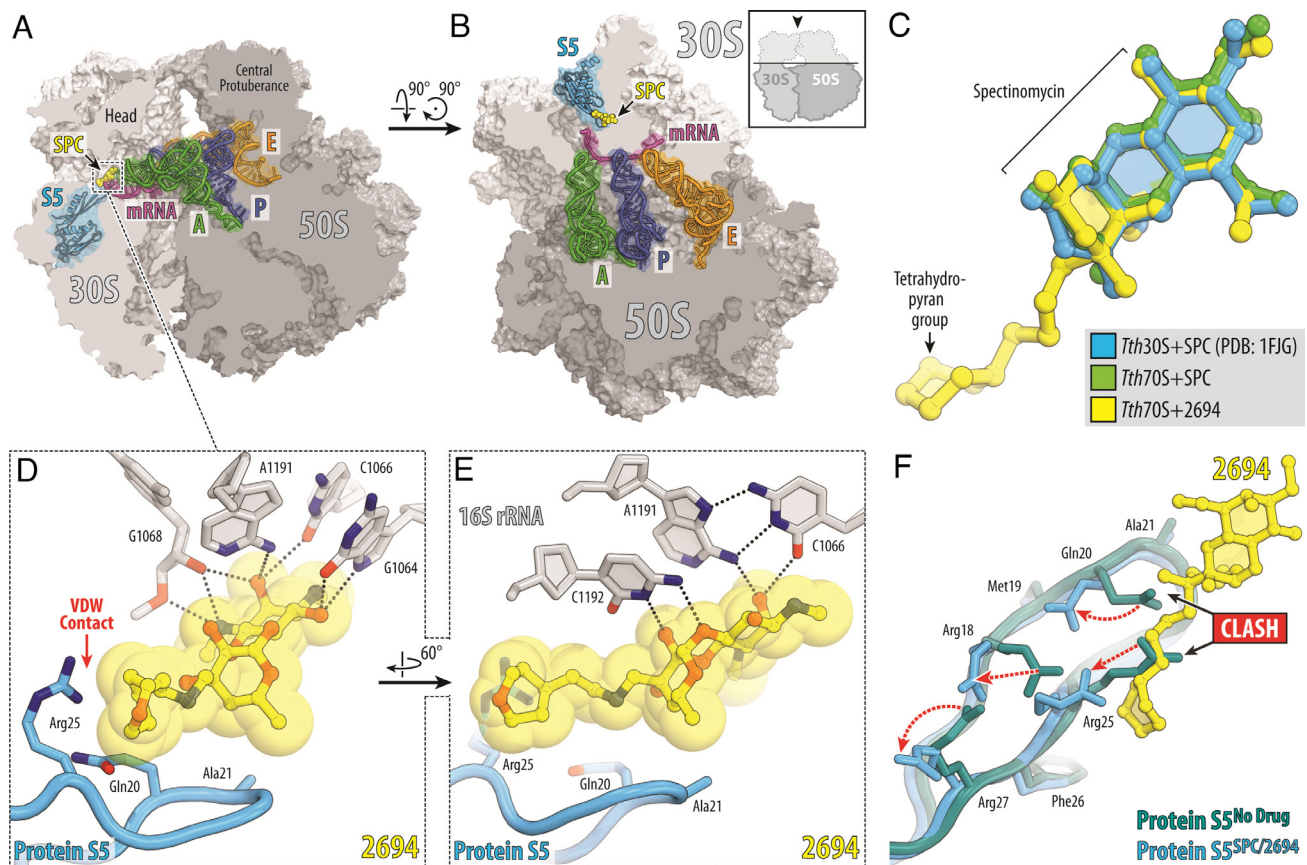 A
Central
Protuberance
Head
SPC
S5
mRNA
E
P
A
50S
30S
90° 90°
B
S5
30S
SPC
mRNA
A
P
E
50S
30S 50S
C
Spectinomycin
Tetrahydro-
pyran
group
Tth30S+SPC (PDB: 1FJG)
Tth70S+SPC
Tth70S+2694
D
A1191
C1066
G1068
G1064
VDW
Contact
Arg25
Gln20
Ala21
Protein S5
2694
60°
E
16S rRNA
A1191
C1066
C1192
Arg25
Gln20
Ala21
Protein S5
2694
F
2694
Ala21
Gln20
Met19
Arg18
CLASH
Arg25
Arg27
Phe26
Protein S5No Drug
Protein S5SPC/2694